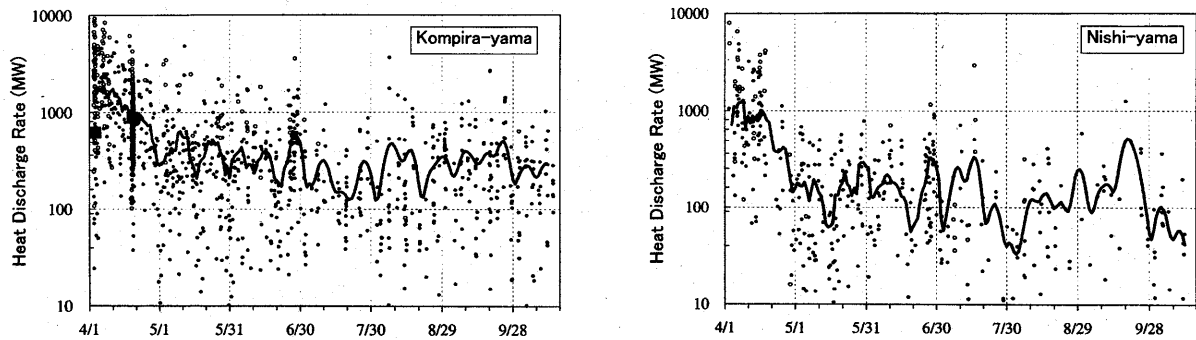 Kompira-yama
Heat Discharge Rate (MW)
10000
1000
100
10
4/1 5/1 5/31 6/30 7/30 8/29 9/28
Nishi-yama
Heat Discharge Rate (MW)
10000
1000
100
10
4/1 5/1 5/31 6/30 7/30 8/29 9/28